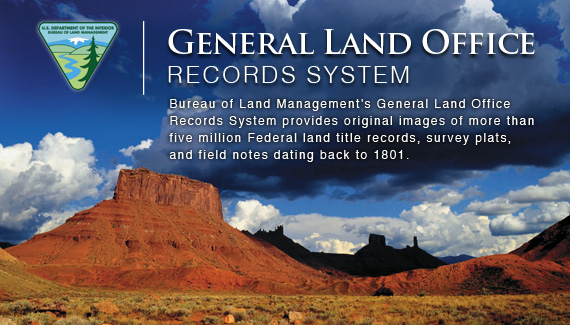 U.S. DEPARTMENT OF THE INTERIOR
BUREAU OF LAND MANAGEMENT
GENERAL LAND OFFICE
RECORDS SYSTEM
Bureau of Land Management's General Land Office
Records System provides original images of more than
five million Federal land title records, survey plats,
and field notes dating back to 1801.